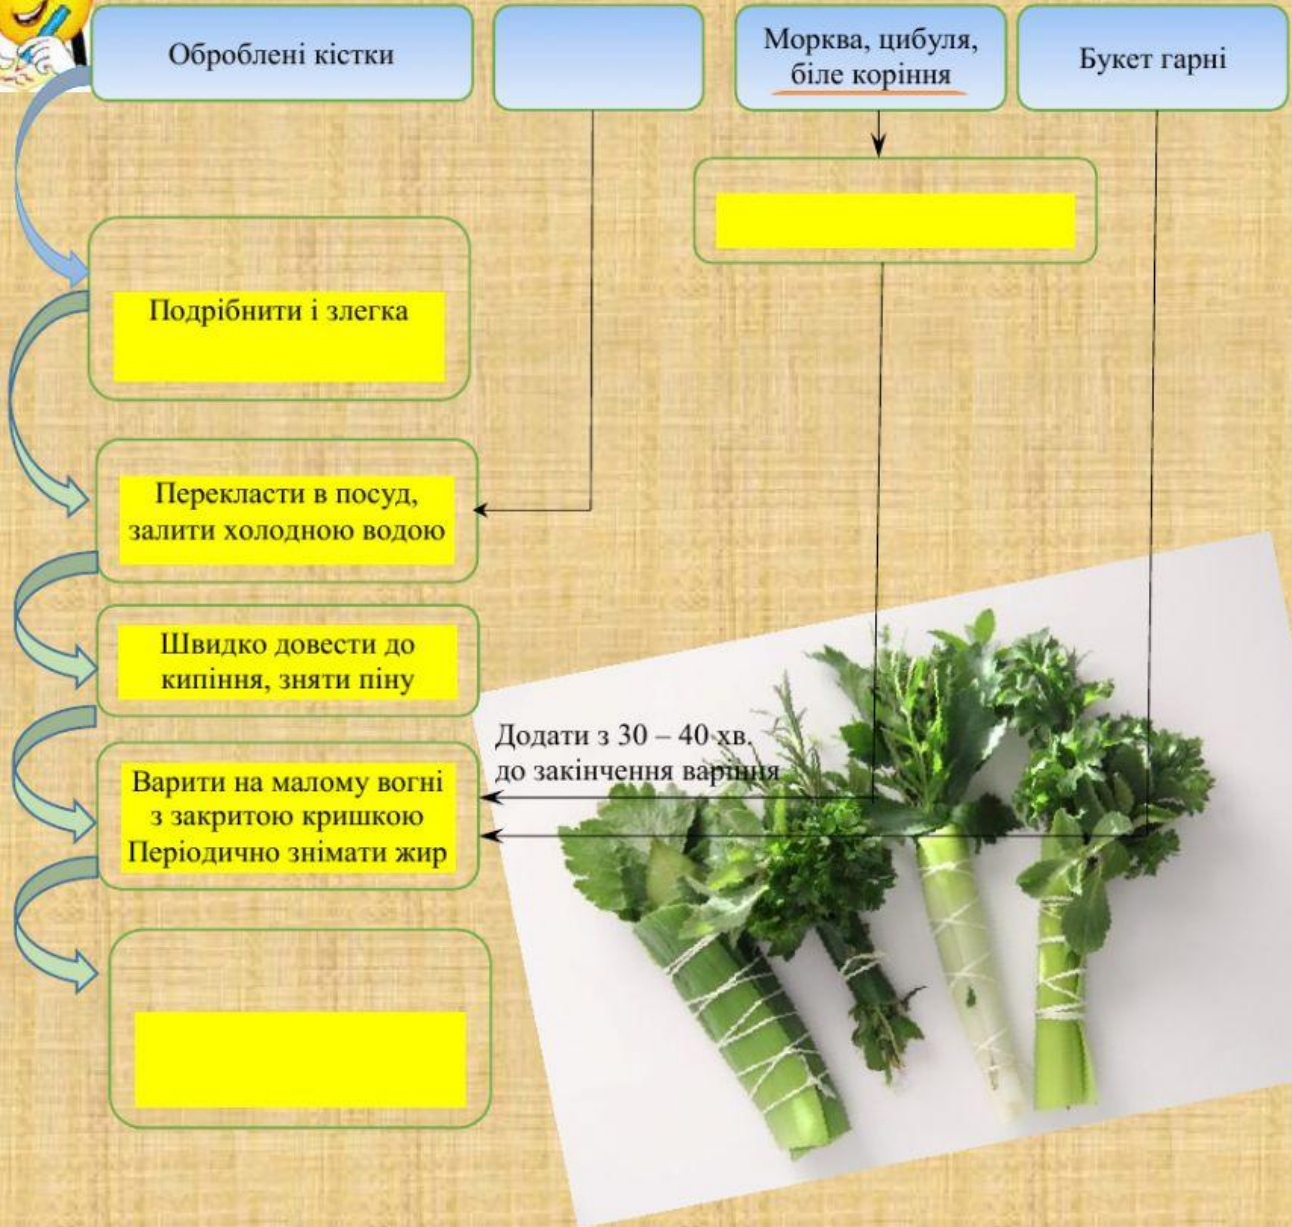 Оброблені кістки
Морква, цибуля,
біле коріння
Букет гарні
Подрібнити і злегка
Перекласти в посуд,
залити холодною водою
Швидко довести до
кипіння, зняти піну
Додати з 30 – 40 хв.
до закінчення варіння
Варити на малому вогні
з закритою кришкою
Періодично знімати жир